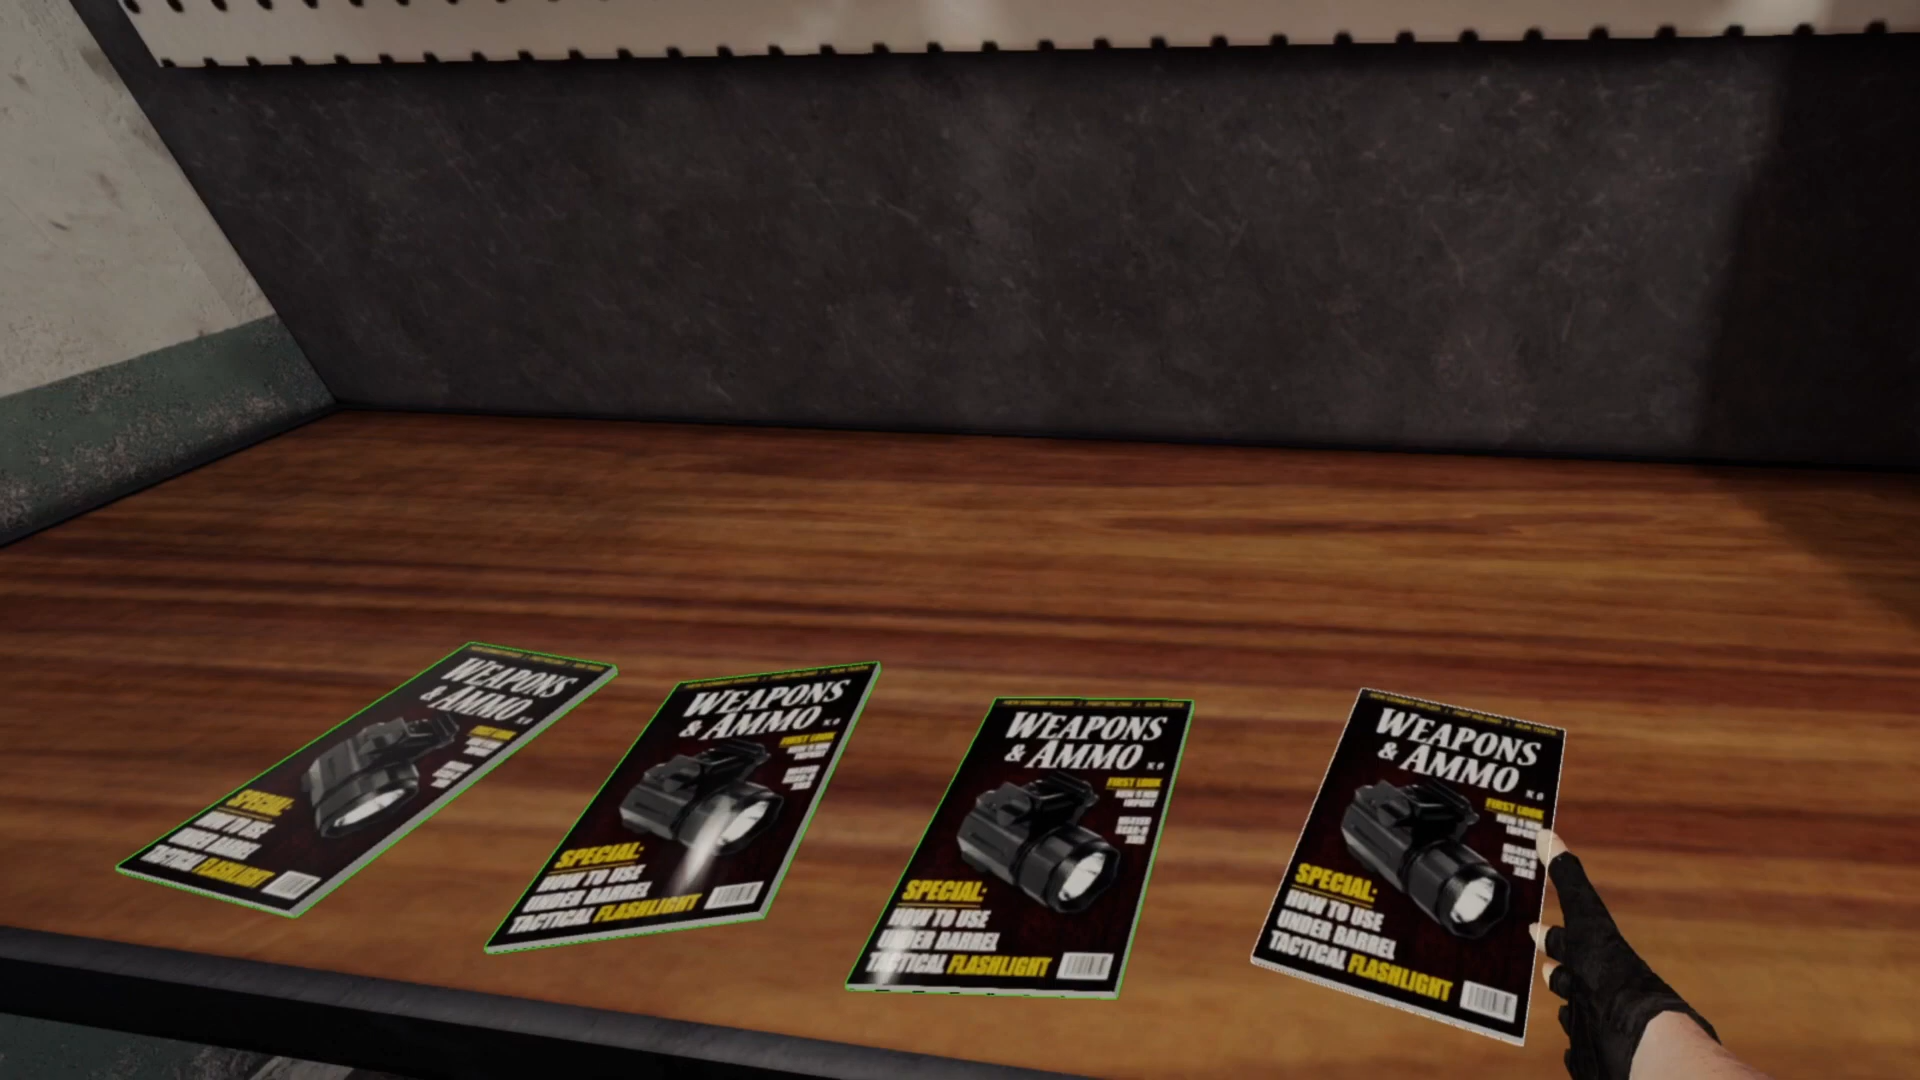 WEAPONS
& AMMO
FIRST LOOK
SPECIAL:
HOW TO USE
UNDER BARREL
TACTICAL FLASHLIGHT
WEAPONS
& AMMO
FIRST LOOK
SPECIAL:
HOW TO USE
UNDER BARREL
TACTICAL FLASHLIGHT
WEAPONS
& AMMO
FIRST LOOK
SPECIAL:
HOW TO USE
UNDER BARREL
TACTICAL FLASHLIGHT
WEAPONS
& AMMO
FIRST LOOK
SPECIAL:
HOW TO USE
UNDER BARREL
TACTICAL FLASHLIGHT